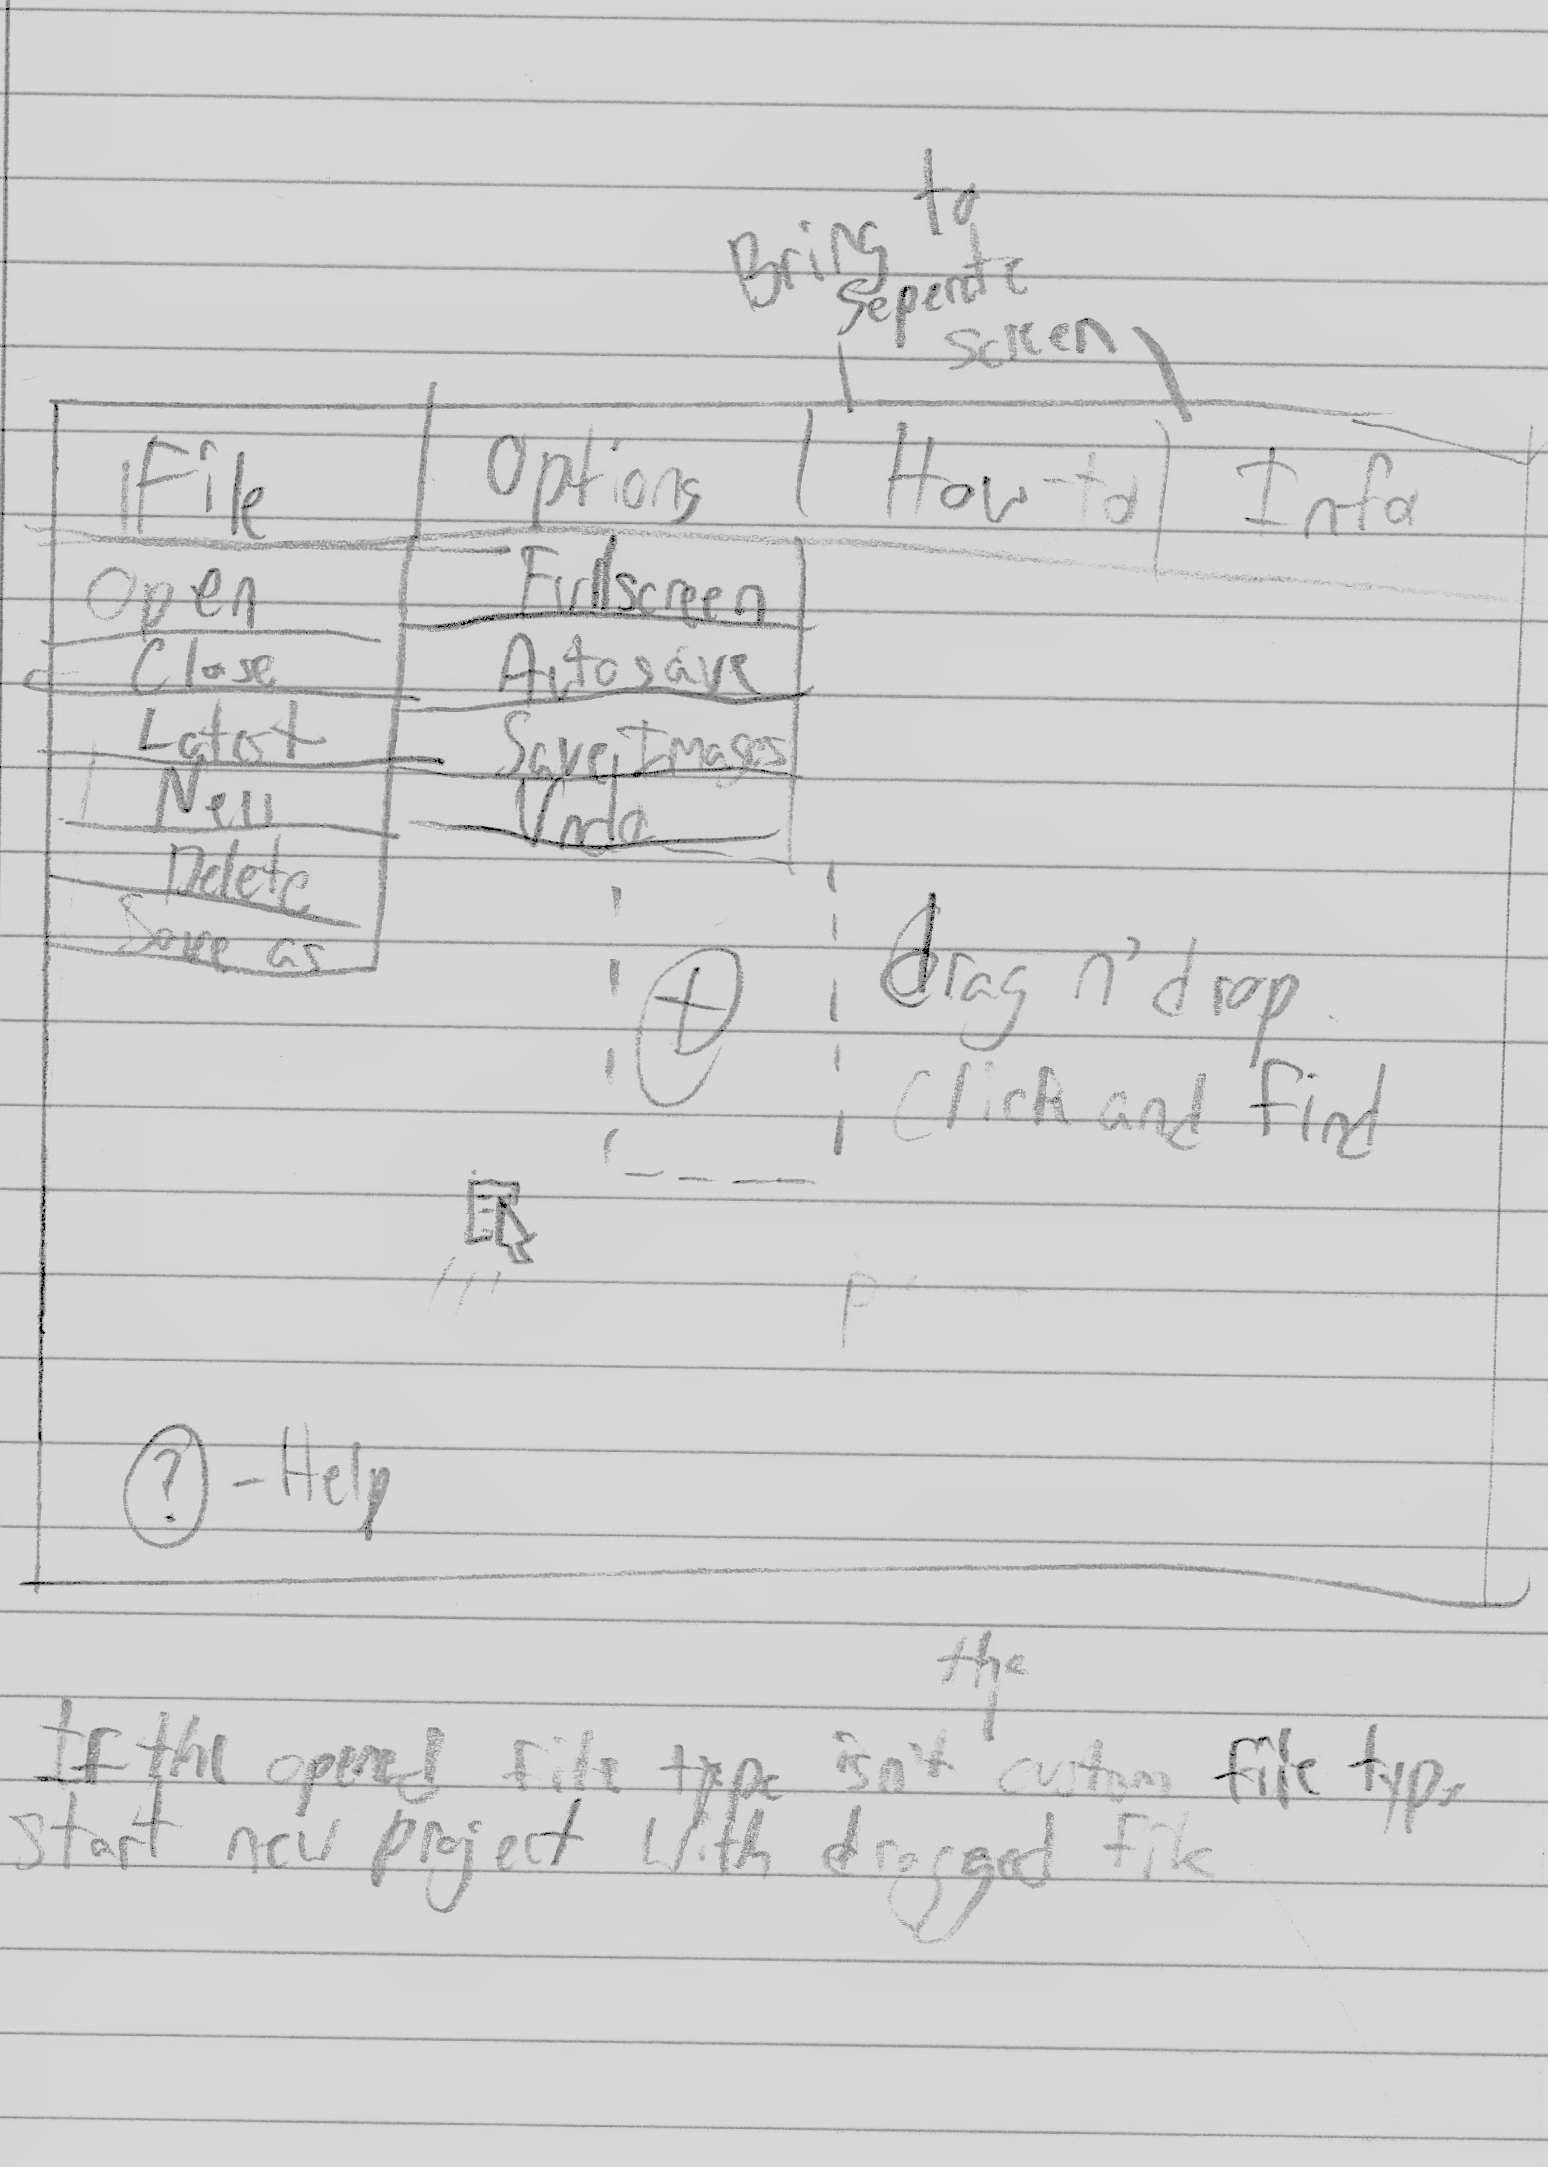 Bring to
seperate
screen
File Options How-to Info
Open Fullscreen
Close Autosave
Latest Save Images
New Undo
Delete
Save as
drag n' drop
+
Click and find
? - Help
the
If the opened file type isn't custom file type,
start new project with dragged file